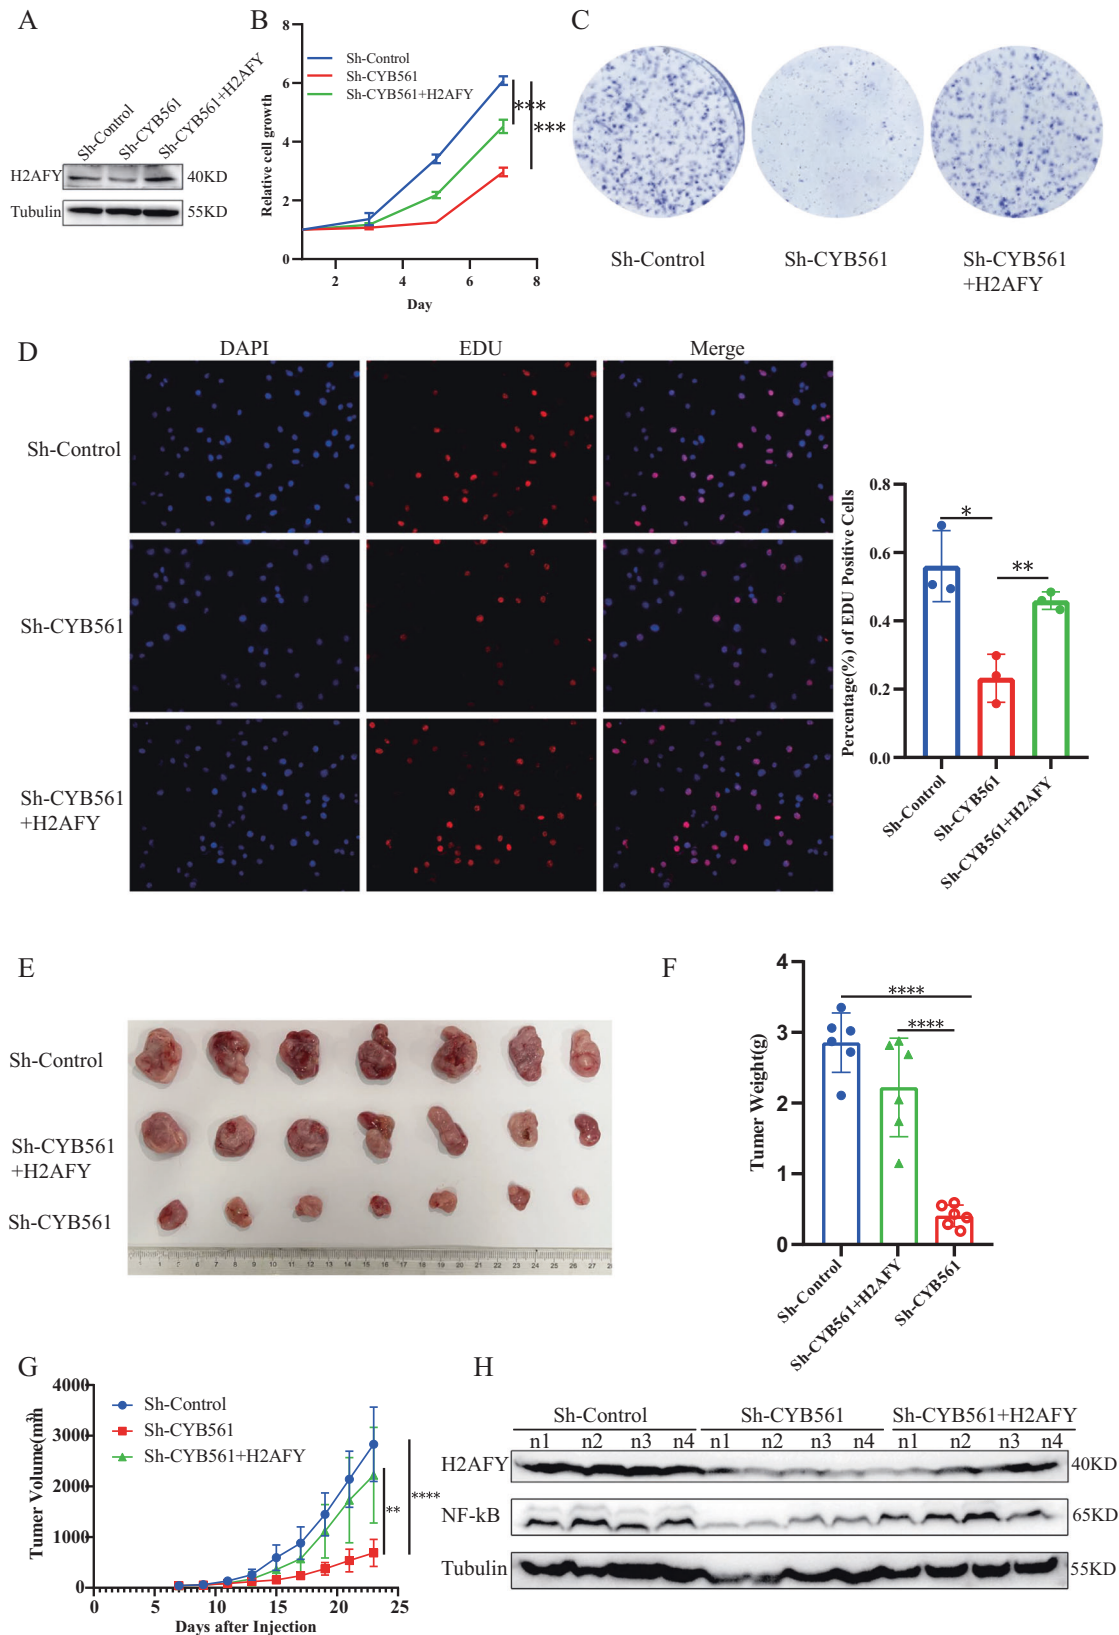 A
Sh-Control
Sh-CYB561
Sh-CYB561+H2AFY
H2AFY
40KD
Tubulin
55KD
B
8
6
4
2
0
Relative cell growth
Sh-Control
Sh-CYB561
Sh-CYB561+H2AFY
***
***
2 4 6 8
Day
C
Sh-Control
Sh-CYB561
Sh-CYB561
+H2AFY
D
DAPI EDU Merge
Sh-Control
Sh-CYB561
Sh-CYB561
+H2AFY
Percentage(%) of EDU Positive Cells
0.8
0.6
0.4
0.2
0.0
*
**
Sh-Control
Sh-CYB561
Sh-CYB561+H2AFY
E
Sh-Control
Sh-CYB561
+H2AFY
Sh-CYB561
F
4
3
2
1
0
Tumer Weight(g)
****
****
Sh-Control
Sh-CYB561+H2AFY
Sh-CYB561
G
4000
3000
2000
1000
0
Tumer Volume(mm³)
Sh-Control
Sh-CYB561
Sh-CYB561+H2AFY
**
****
0 5 10 15 20 25
Days after Injection
H
Sh-Control Sh-CYB561 Sh-CYB561+H2AFY
n1 n2 n3 n4 n1 n2 n3 n4 n1 n2 n3 n4
H2AFY 40KD
NF-kB 65KD
Tubulin 55KD